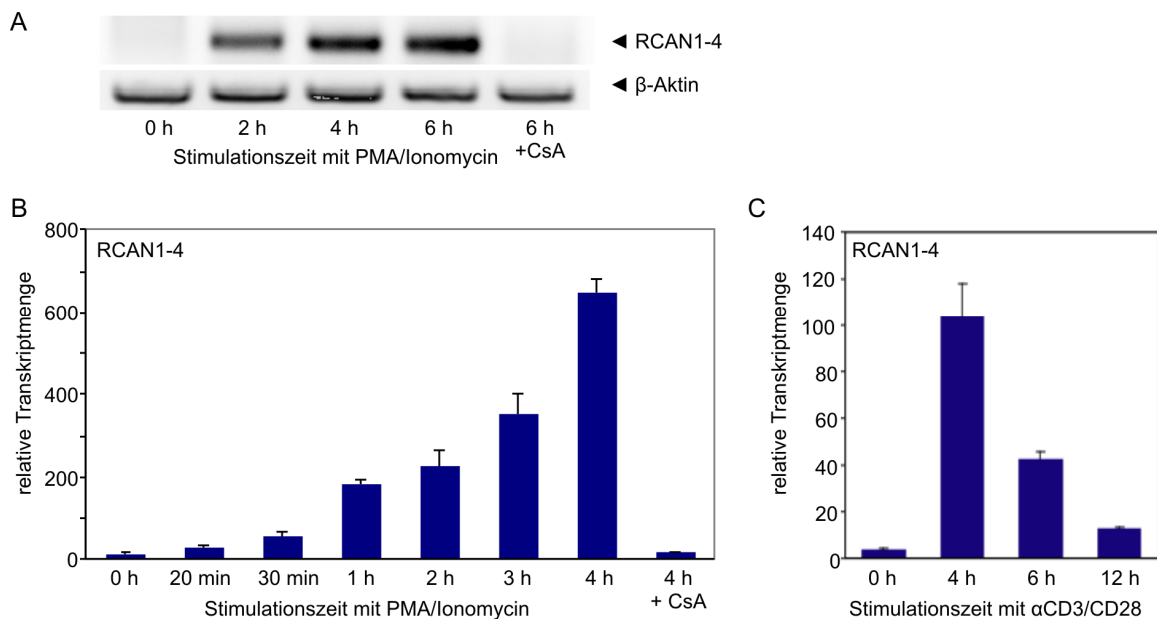 A
◄ RCAN1-4
◄ β-Aktin
0 h 2 h 4 h 6 h 6 h
+CsA
Stimulationszeit mit PMA/Ionomycin
B
800
600
400
200
0
relative Transkriptmenge
RCAN1-4
0 h 20 min 30 min 1 h 2 h 3 h 4 h 4 h
+ CsA
Stimulationszeit mit PMA/Ionomycin
C
140
120
100
80
60
40
20
0
relative Transkriptmenge
RCAN1-4
0 h 4 h 6 h 12 h
Stimulationszeit mit αCD3/CD28